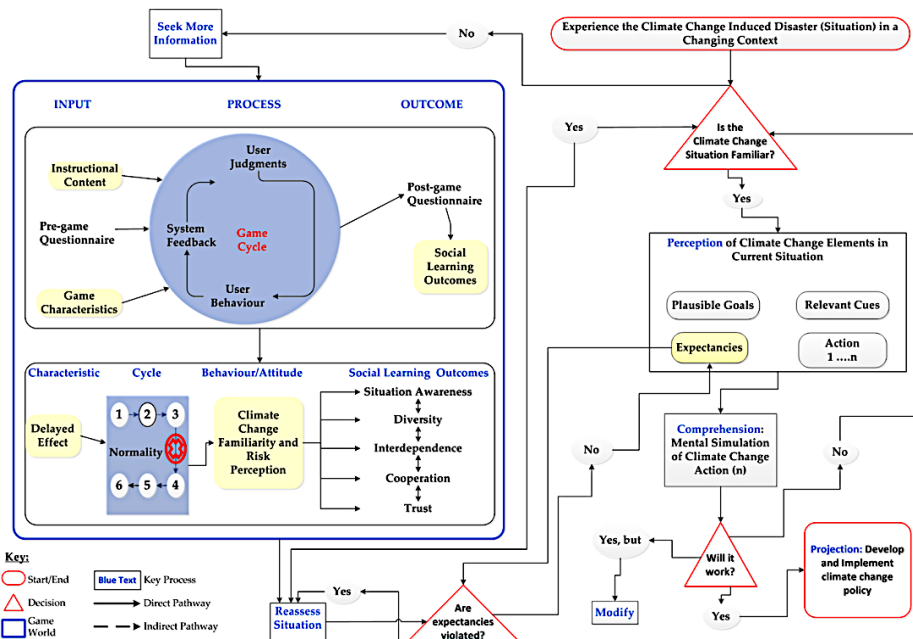 Seek More
Information
No
Experience the Climate Change Induced Disaster (Situation) in a
Changing Context
Yes
Is the
Climate Change
Situation Familiar?
Yes
INPUT
PROCESS
OUTCOME
Instructional
Content
Pre-game
Questionnaire
Game
Characteristics
User
Judgments
System
Feedback
Game
Cycle
User
Behaviour
Post-game
Questionnaire
Social
Learning
Outcomes
Perception of Climate Change Elements in
Current Situation
Plausible Goals
Relevant Cues
Expectancies
Action
1 ....n
Characteristic
Cycle
Behaviour/Attitude
Social Learning Outcomes
Delayed
Effect
1
2
3
Normality
6
5
4
Climate
Change
Familiarity and
Risk
Perception
Situation Awareness
Diversity
Interdependence
Cooperation
Trust
Comprehension:
Mental Simulation
of Climate Change
Action (n)
No
No
Yes, but
Will it
work?
Projection: Develop
and Implement
climate change
policy
Modify
Yes
Key:
Start/End
Decision
Game
World
Blue Text
Key Process
Direct Pathway
Indirect Pathway
Reassess
Situation
Yes
Are
expectancies
violated?